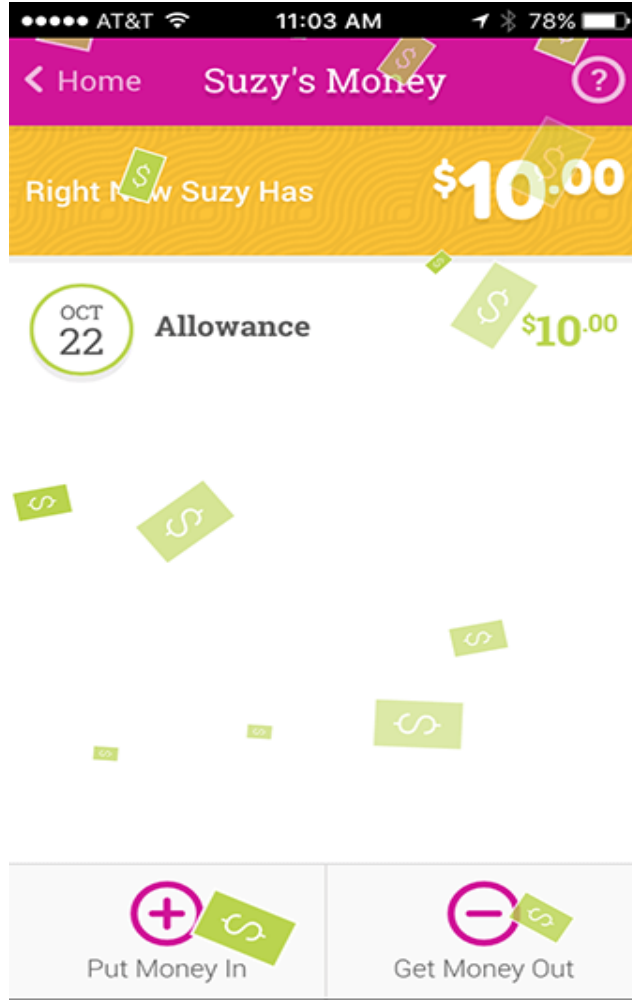 AT&T 11:03 AM 78%
Home Suzy's Money ?
Right Now Suzy Has $10.00
OCT
22 Allowance $10.00
Put Money In Get Money Out